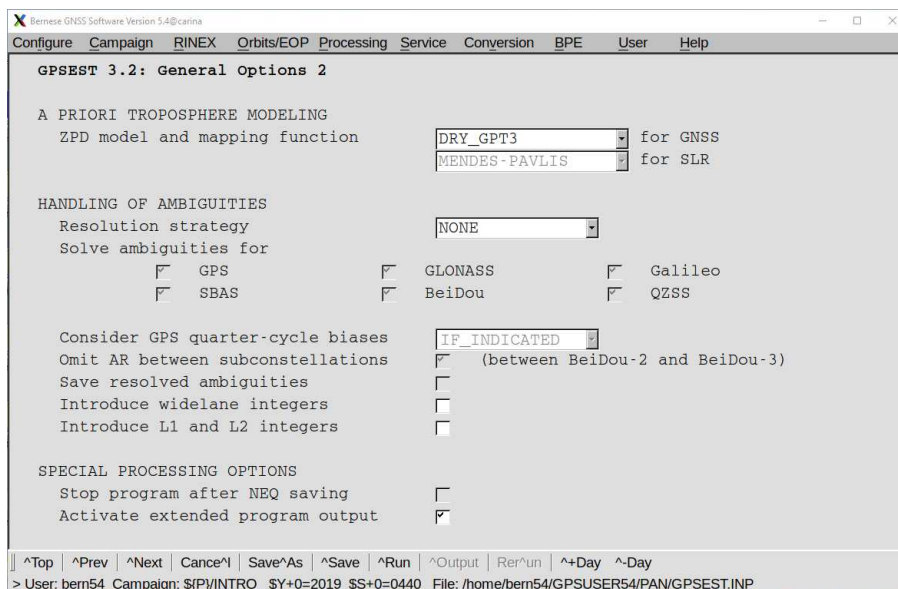 Bernese GNSS Software Version 5.4@carina
Configure Campaign RINEX Orbits/EOP Processing Service Conversion BPE User Help
GPSEST 3.2: General Options 2
A PRIORI TROPOSPHERE MODELING
ZPD model and mapping function DRY_GPT3 for GNSS
MENDES-PAVLIS for SLR
HANDLING OF AMBIGUITIES
Resolution strategy NONE
Solve ambiguities for
GPS GLONASS Galileo
SBAS BeiDou QZSS
Consider GPS quarter-cycle biases IF_INDICATED
Omit AR between subconstellations (between BeiDou-2 and BeiDou-3)
Save resolved ambiguities
Introduce widelane integers
Introduce L1 and L2 integers
SPECIAL PROCESSING OPTIONS
Stop program after NEQ saving
Activate extended program output
^Top | ^Prev | ^Next | Cance^l | Save^As | ^Save | ^Run | ^Output | Rer^un | ^+Day ^-Day
> User: bern54 Campaign: ${P}/INTRO $Y+0=2019 $S+0=0440 File: /home/bern54/GPSUSER54/PAN/GPSEST.INP